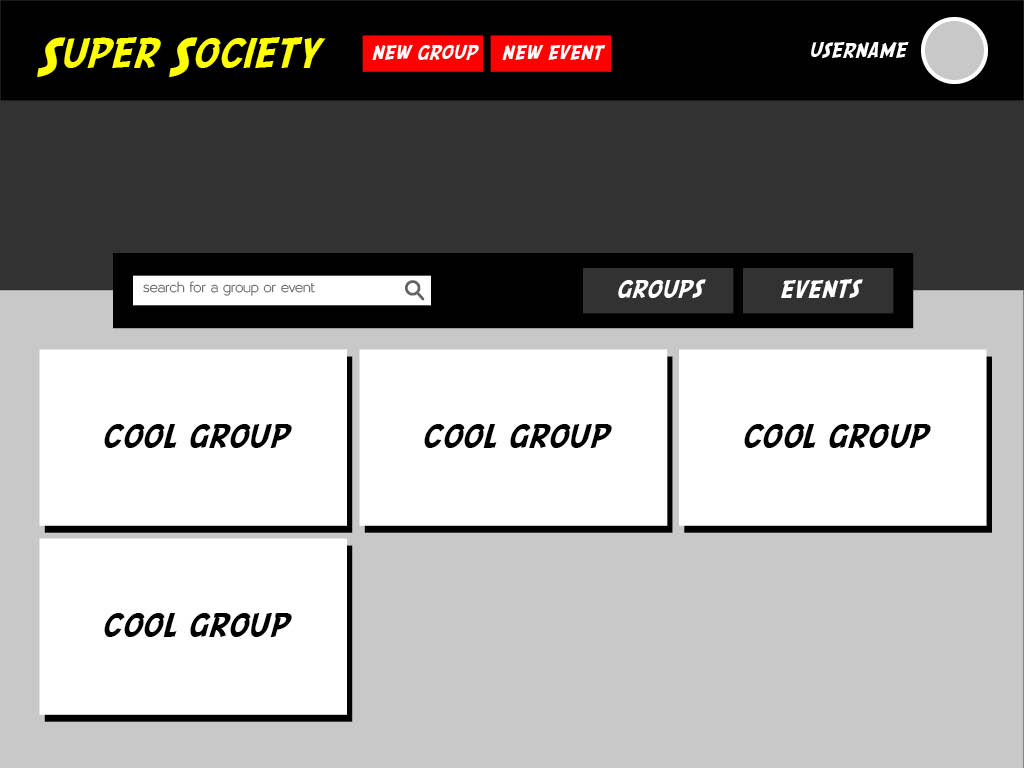 SUPER SOCIETY
NEW GROUP
NEW EVENT
USERNAME
search for a group or event
GROUPS
EVENTS
COOL GROUP
COOL GROUP
COOL GROUP
COOL GROUP